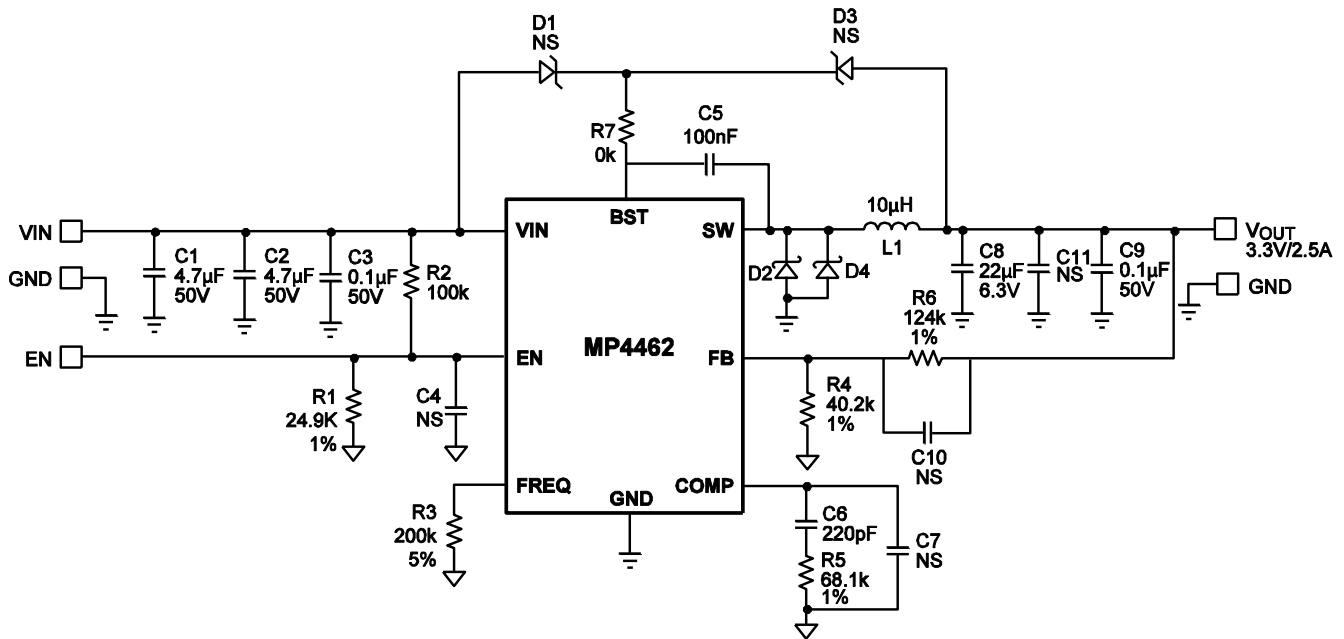 D1
NS
D3
NS
R7
0k
C5
100nF
VIN
GND
EN
C1
4.7µF
50V
C2
4.7µF
50V
C3
0.1µF
50V
R2
100k
R1
24.9K
1%
C4
NS
R3
200k
5%
VIN
BST
SW
EN
MP4462
FB
FREQ
GND
COMP
10µH
L1
D2
D4
C8
22µF
6.3V
C11
NS
C9
0.1µF
50V
VOUT
3.3V/2.5A
GND
R6
124k
1%
R4
40.2k
1%
C10
NS
C6
220pF
R5
68.1k
1%
C7
NS